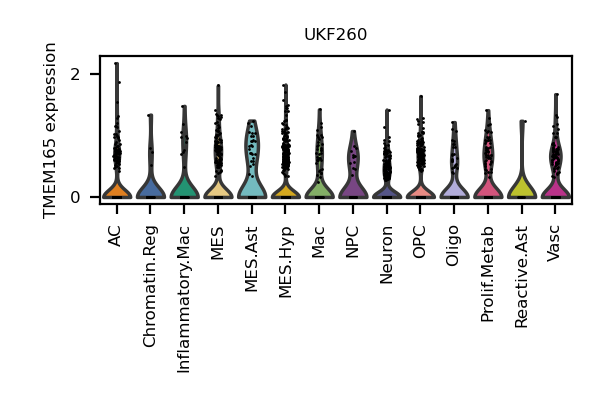 UKF260
TMEM165 expression
2
0
AC
Chromatin.Reg
Inflammatory.Mac
MES
MES.Ast
MES.Hyp
Mac
NPC
Neuron
OPC
Oligo
Prolif.Metab
Reactive.Ast
Vasc